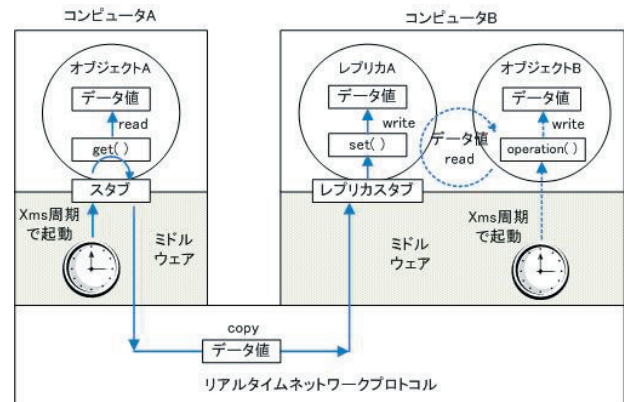 コンピュータA
コンピュータB
オブジェクトA
データ値
read
get( )
スタブ
Xms周期
で起動
ミドル
ウェア
レプリカA
データ値
write
set( )
レプリカスタブ
データ値
read
オブジェクトB
データ値
write
operation( )
ミドル
ウェア
Xms周期
で起動
copy
データ値
リアルタイムネットワークプロトコル